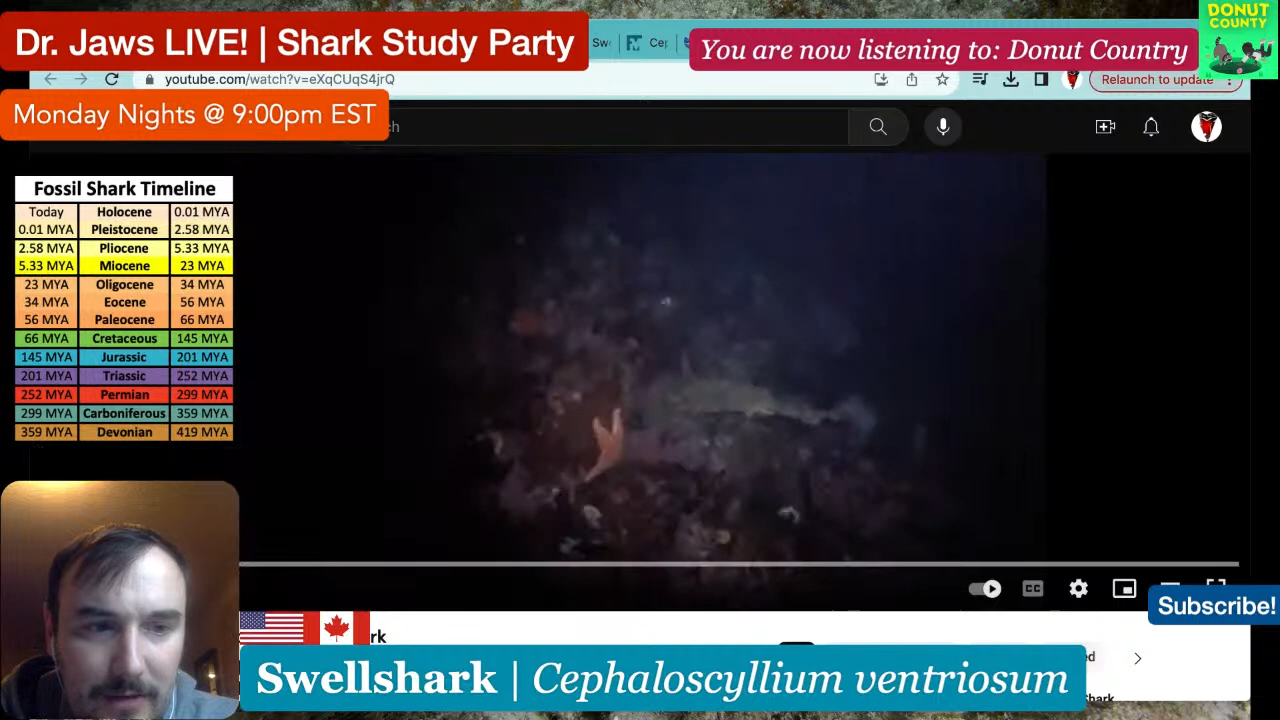 Dr. Jaws LIVE! | Shark Study Party
You are now listening to: Donut Country
DONUT
COUNTY
youtube.com/watch?v=eXqCUqS4jrQ
Relaunch to update
Monday Nights @ 9:00pm EST
ch
Fossil Shark Timeline
Today Holocene 0.01 MYA
0.01 MYA Pleistocene 2.58 MYA
2.58 MYA Pliocene 5.33 MYA
5.33 MYA Miocene 23 MYA
23 MYA Oligocene 34 MYA
34 MYA Eocene 56 MYA
56 MYA Paleocene 66 MYA
66 MYA Cretaceous 145 MYA
145 MYA Jurassic 201 MYA
201 MYA Triassic 252 MYA
252 MYA Permian 299 MYA
299 MYA Carboniferous 359 MYA
359 MYA Devonian 419 MYA
CC
Subscribe!
rk
ed
Swellshark | Cephaloscyllium ventriosum